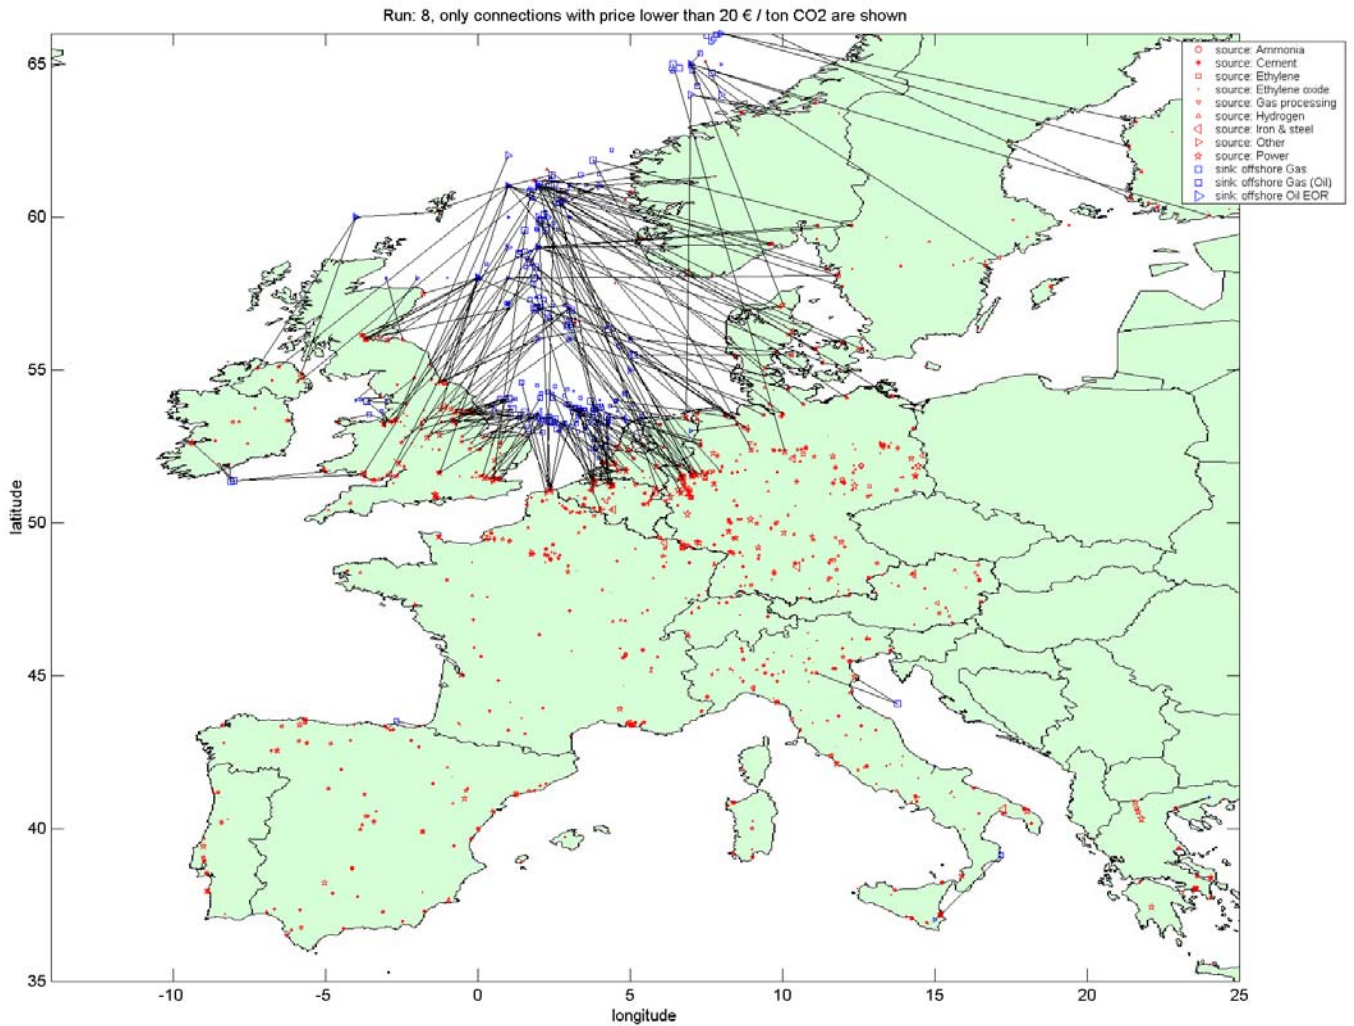 Run: 8, only connections with price lower than 20 € / ton CO2 are shown
source: Ammonia
source: Cement
source: Ethylene
source: Ethylene oxide
source: Gas processing
source: Hydrogen
source: Iron & steel
source: Other
source: Power
sink: offshore Gas
sink: offshore Gas (Oil)
sink: offshore Oil EOR
65
60
55
50
45
40
35
latitude
-10
-5
0
5
10
15
20
25
longitude